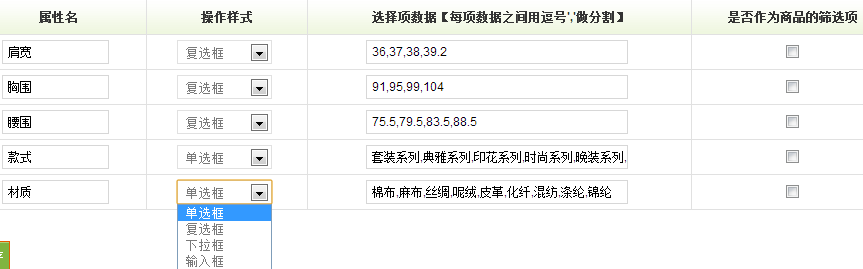 属性名 操作样式 选择项数据【每项数据之间用逗号','做分割】 是否作为商品的筛选项
肩宽 复选框 36,37,38,39.2
胸围 复选框 91,95,99,104
腰围 复选框 75.5,79.5,83.5,88.5
款式 单选框 套装系列,典雅系列,印花系列,时尚系列,晚装系列,
材质 单选框 棉布,麻布,丝绸,呢绒,皮革,化纤,混纺,涤纶,锦纶
单选框
复选框
下拉框
输入框